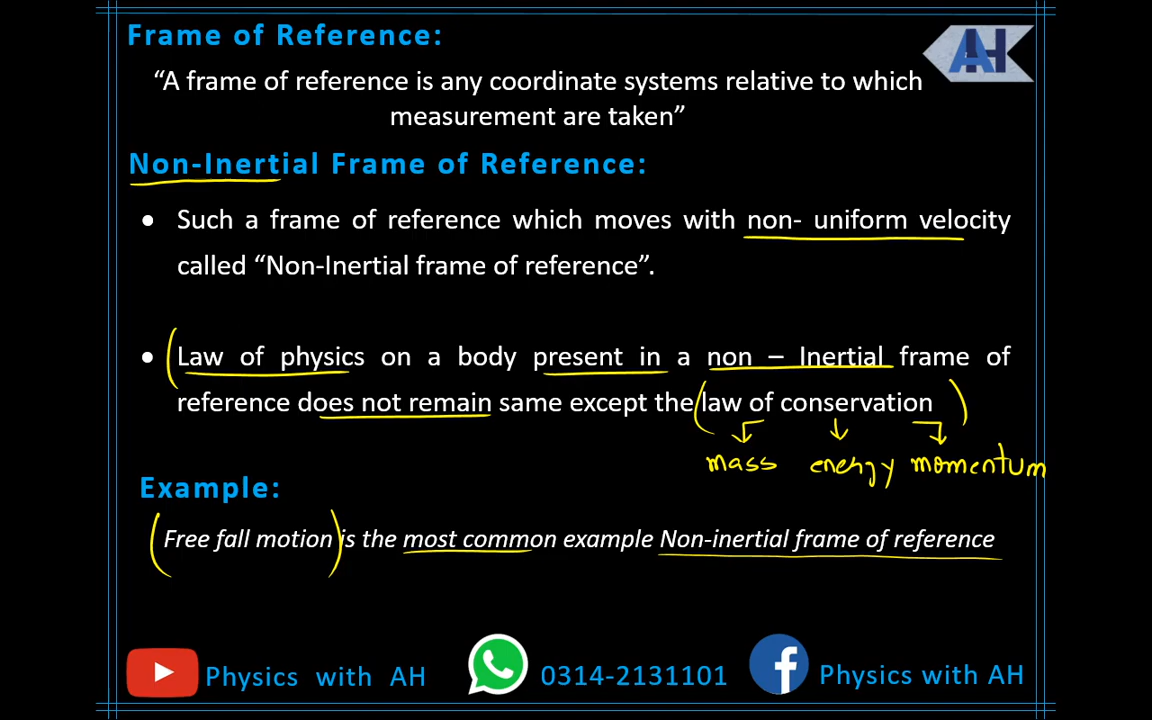 Frame of Reference:
AH
“A frame of reference is any coordinate systems relative to which
measurement are taken”
Non-Inertial Frame of Reference:
• Such a frame of reference which moves with non- uniform velocity
called “Non-Inertial frame of reference”.
• Law of physics on a body present in a non – Inertial frame of
reference does not remain same except the law of conservation
mass energy momentum
Example:
Free fall motion is the most common example Non-inertial frame of reference
Physics with AH 0314-2131101 Physics with AH